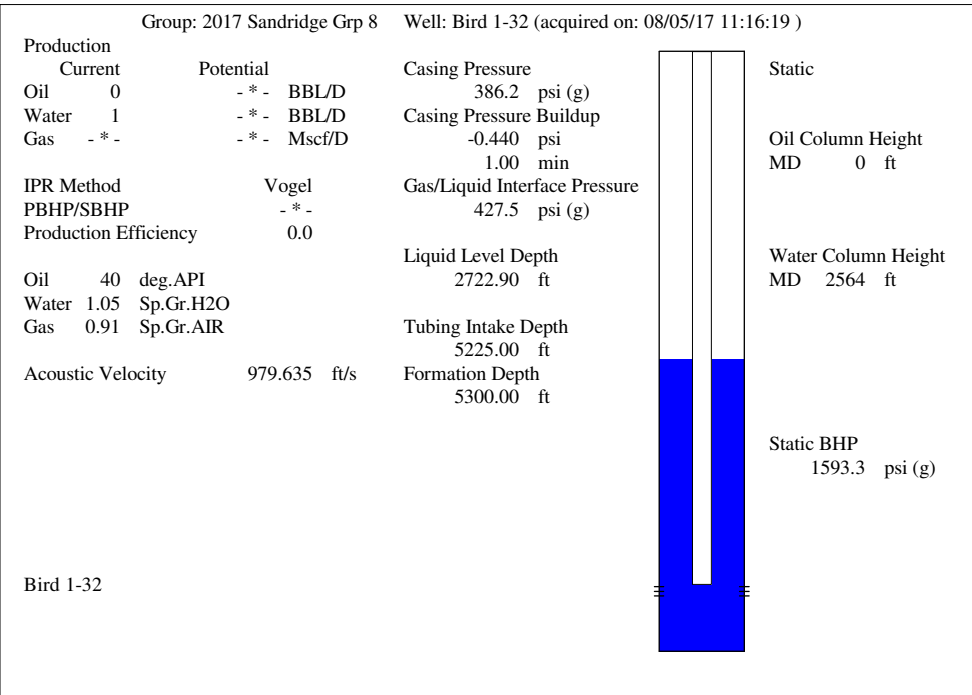 Group: 2017 Sandridge Grp 8 Well: Bird 1-32 (acquired on: 08/05/17 11:16:19 )
Production
Current Potential
Oil 0 - * - BBL/D
Water 1 - * - BBL/D
Gas - * - - * - Mscf/D
IPR Method Vogel
PBHP/SBHP - * -
Production Efficiency 0.0
Oil 40 deg.API
Water 1.05 Sp.Gr.H2O
Gas 0.91 Sp.Gr.AIR
Acoustic Velocity 979.635 ft/s
Bird 1-32
Casing Pressure
386.2 psi (g)
Casing Pressure Buildup
-0.440 psi
1.00 min
Gas/Liquid Interface Pressure
427.5 psi (g)
Liquid Level Depth
2722.90 ft
Tubing Intake Depth
5225.00 ft
Formation Depth
5300.00 ft
Static
Oil Column Height
MD 0 ft
Water Column Height
MD 2564 ft
Static BHP
1593.3 psi (g)